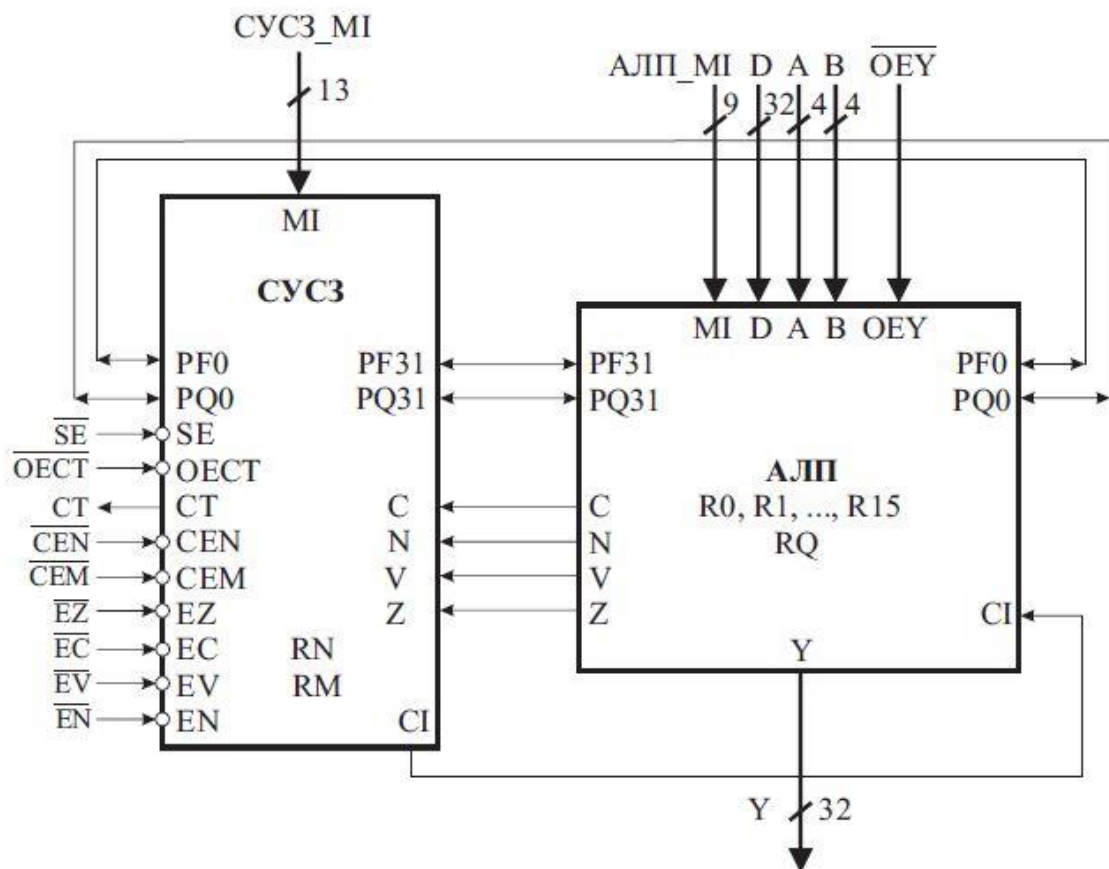 СУСЗ_MI
13
АЛП_MI D A B OEY
9 32 4 4
MI
СУСЗ
PF0 PF31
PQ0 PQ31
SE SE
OECT OECT
CT CT C
CEN CEN N
CEM CEM V
EZ EZ Z
EC EC RN
EV EV RM
EN EN CI
MI D A B OEY
PF31 PF0
PQ31 PQ0
АЛП
C R0, R1, ..., R15
N RQ
V
Z CI
Y
Y 32